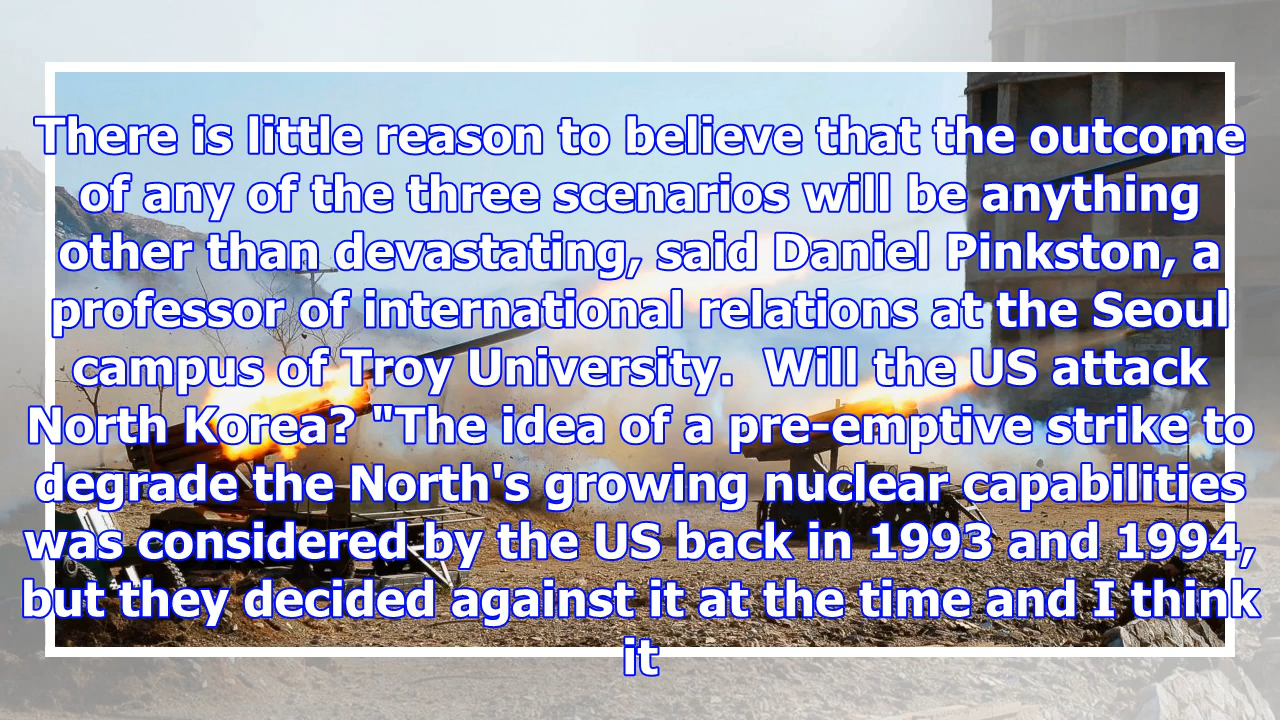 There is little reason to believe that the outcome
of any of the three scenarios will be anything
other than devastating, said Daniel Pinkston, a
professor of international relations at the Seoul
campus of Troy University.  Will the US attack
North Korea? "The idea of a pre-emptive strike to
degrade the North's growing nuclear capabilities
was considered by the US back in 1993 and 1994,
but they decided against it at the time and I think
it